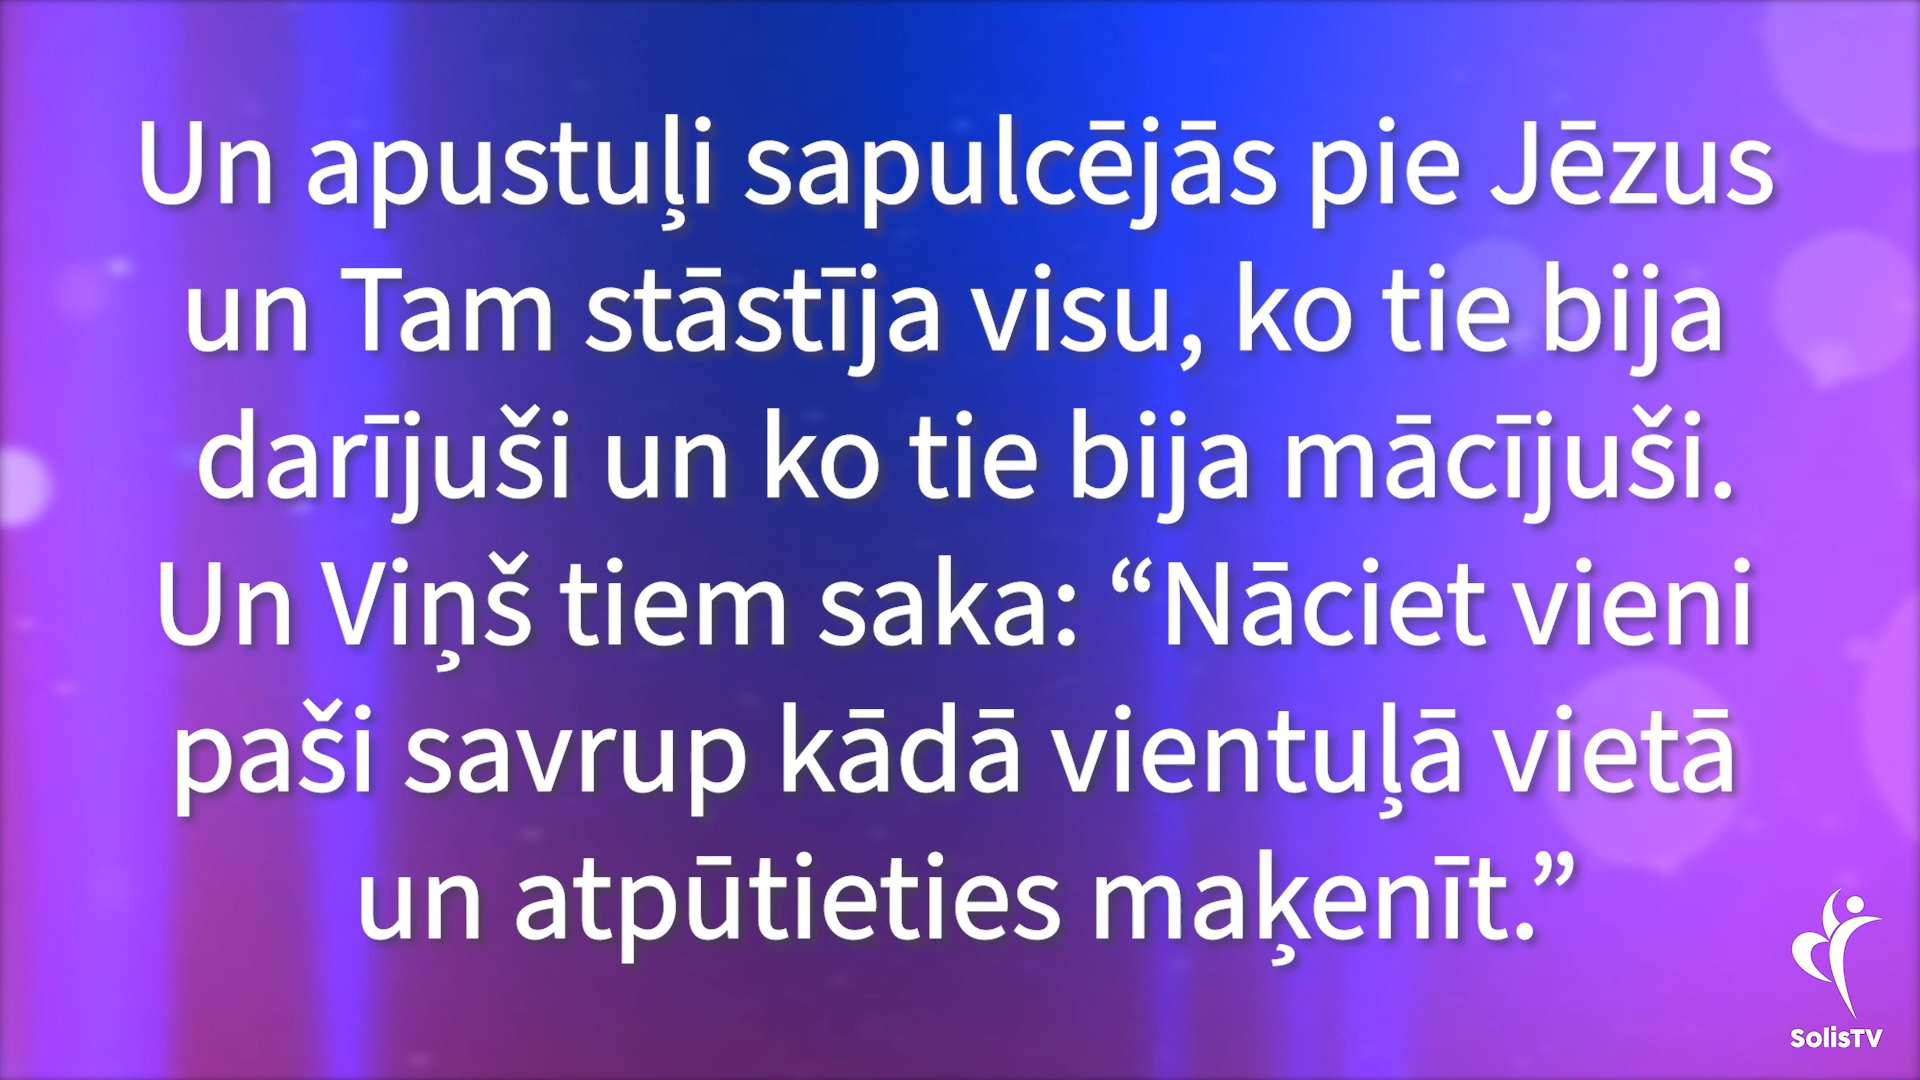 Un apustuļi sapulcējās pie Jēzus
un Tam stāstīja visu, ko tie bija
darījuši un ko tie bija mācījuši.
Un Viņš tiem saka: “Nāciet vieni
paši savrup kādā vientuļā vietā
un atpūtieties maķenīt.”
SolisTV